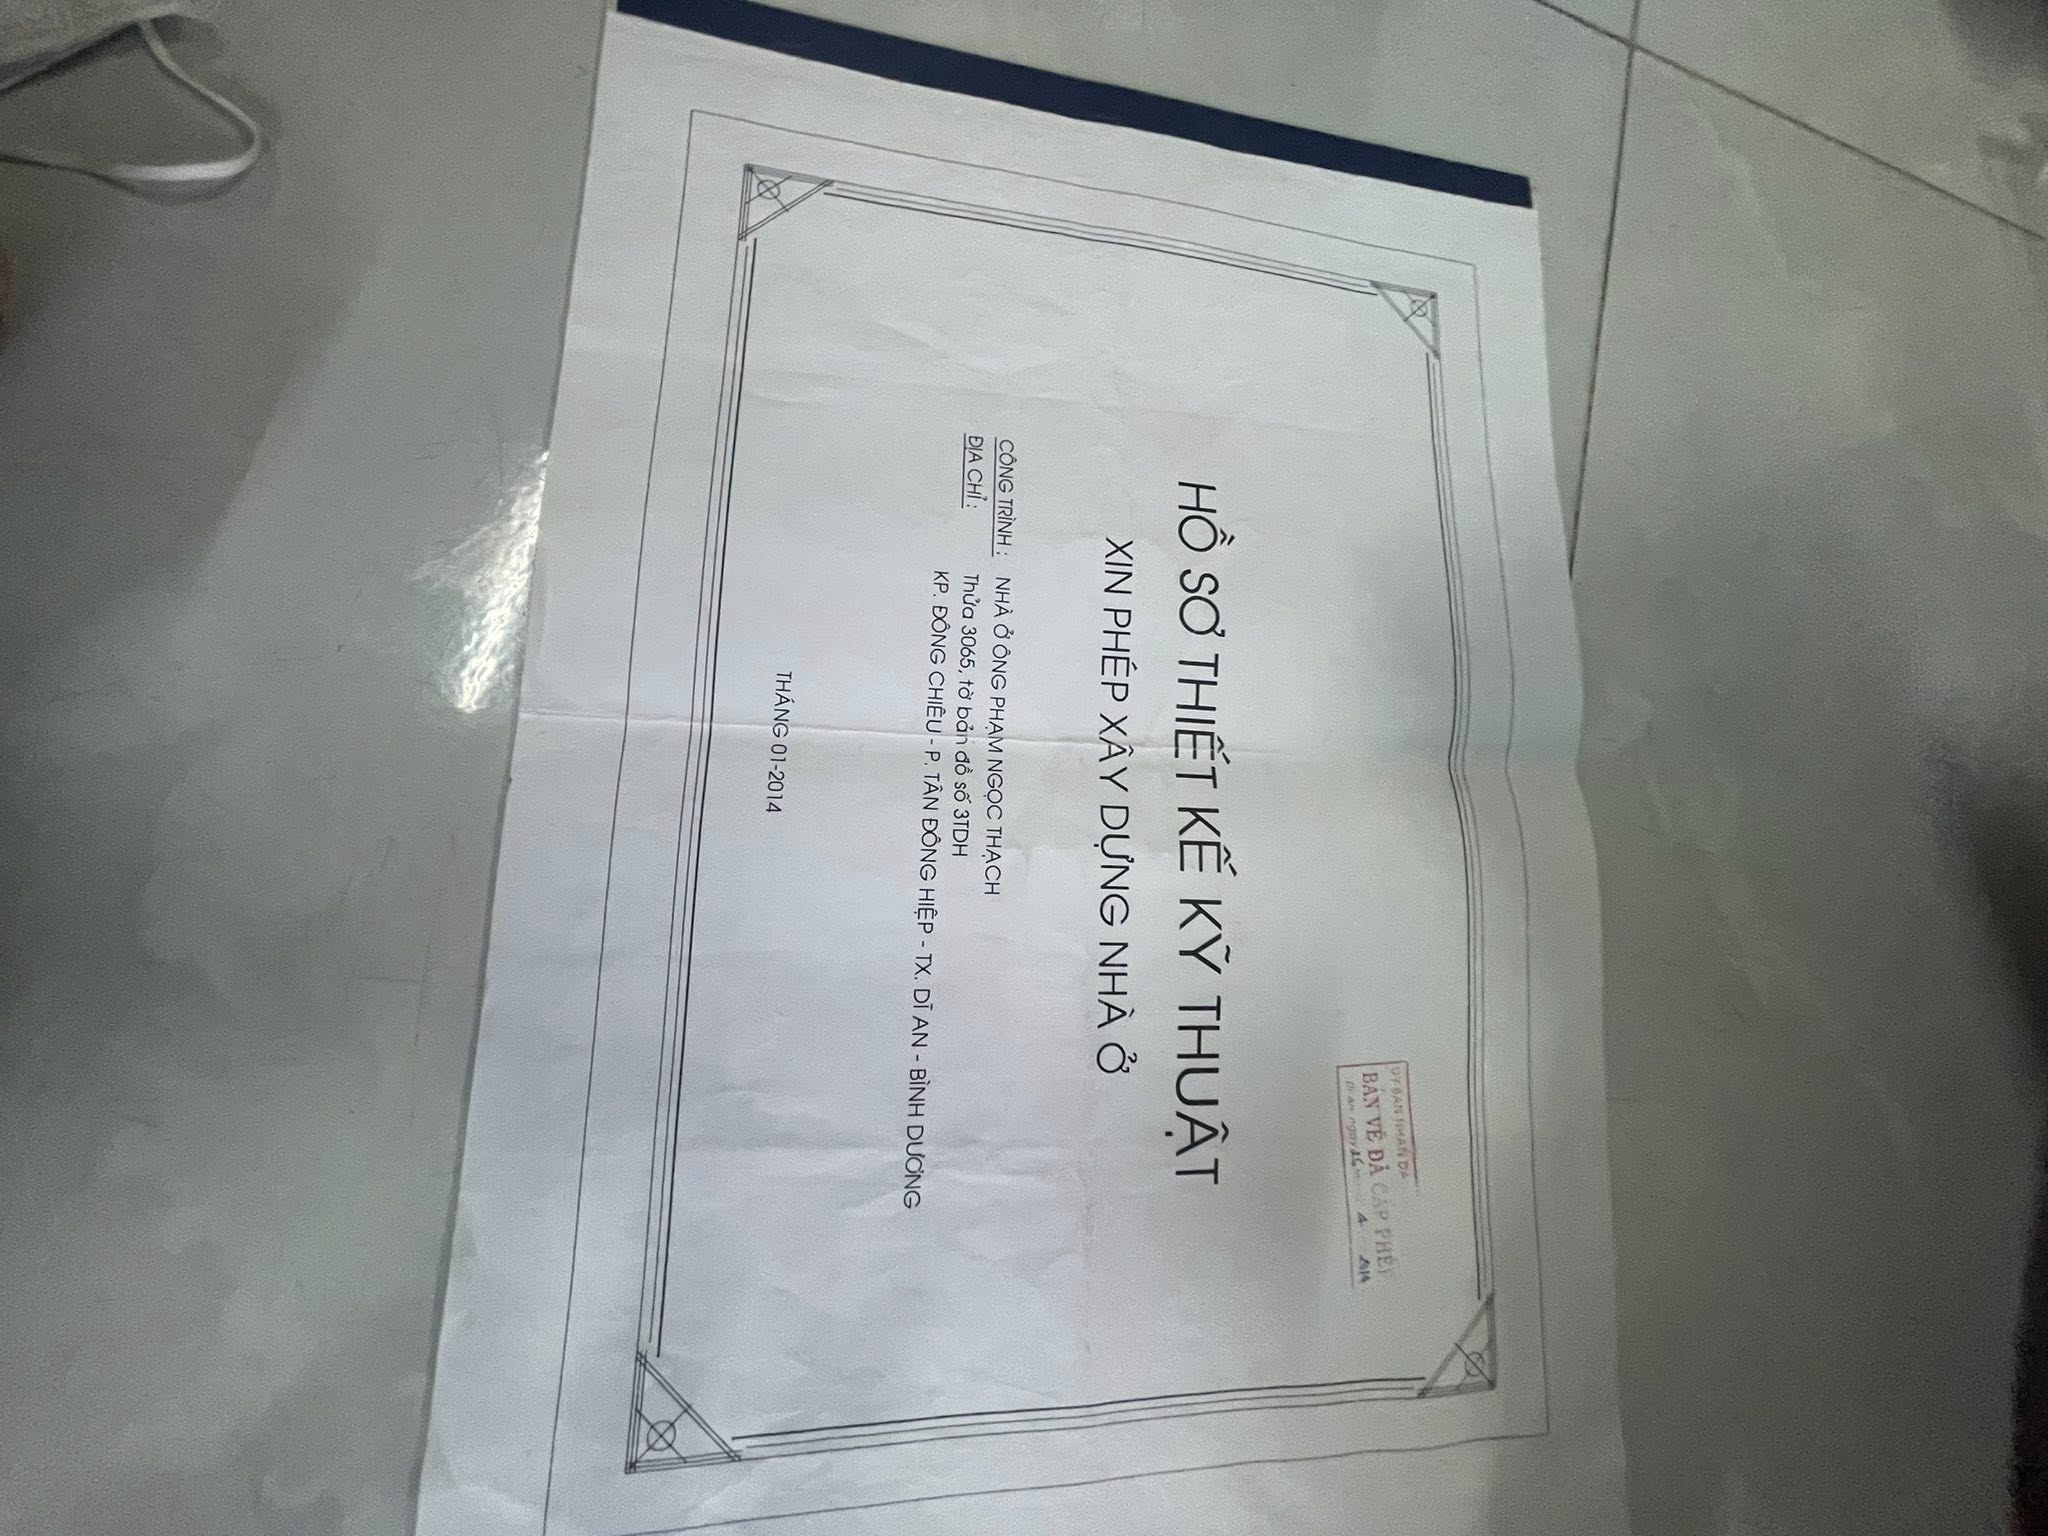 BẢN VẼ ĐÃ CẤP PHÉP
HỒ SƠ THIẾT KẾ KỸ THUẬT
XIN PHÉP XÂY DỰNG NHÀ Ở
CÔNG TRÌNH : NHÀ Ở ÔNG PHẠM NGỌC THẠCH
ĐỊA CHỈ : Thửa 3065, tờ bản đồ số 3TDH
KP. ĐÔNG CHIÊU - P. TÂN ĐÔNG HIỆP - TX. DĨ AN - BÌNH DƯƠNG
THÁNG 01-2014